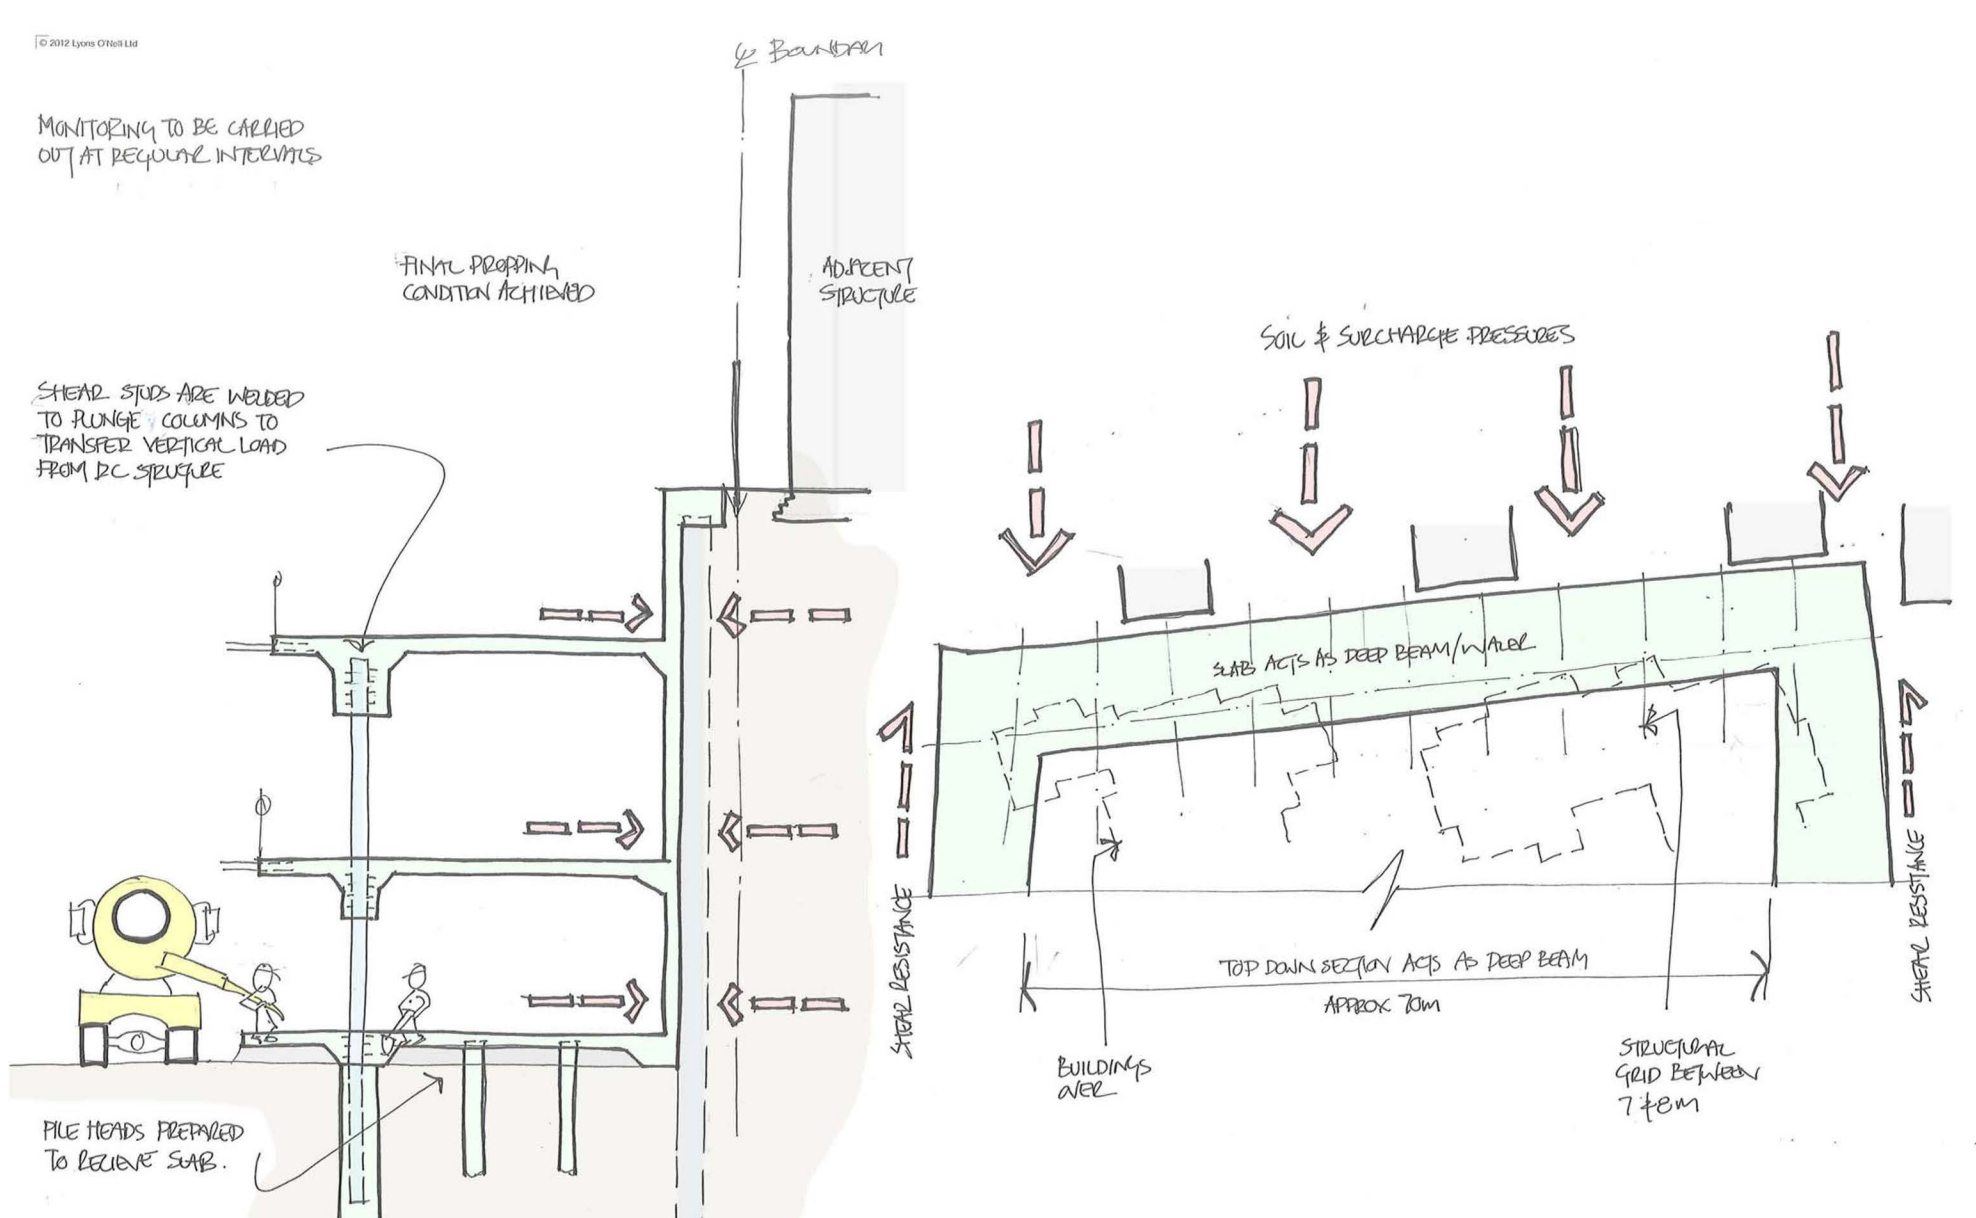 © 2012 Lyons O'Neill Ltd
℄ BOUNDARY
MONITORING TO BE CARRIED
OUT AT REGULAR INTERVALS
FINAL PROPPING
CONDITION ACHIEVED
ADJACENT
STRUCTURE
SHEAR STUDS ARE WELDED
TO PLUNGE COLUMNS TO
TRANSFER VERTICAL LOAD
FROM RC STRUCTURE
PILE HEADS PREPARED
TO RECIEVE SLAB.
SOIL & SURCHARGE PRESSURES
SLAB ACTS AS DEEP BEAM/WALER
SHEAR RESISTANCE
SHEAR RESISTANCE
TOP DOWN SECTION ACTS AS DEEP BEAM
APPROX 70m
BUILDINGS
OVER
STRUCTURAL
GRID BETWEEN
7 & 8m